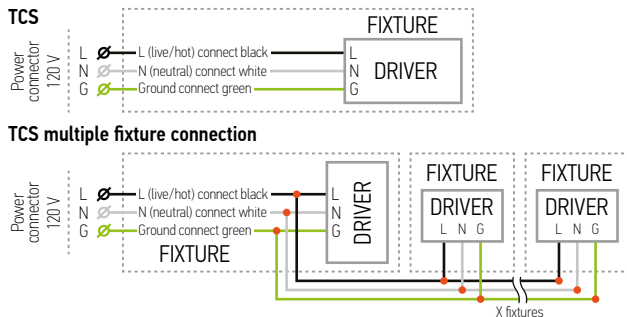 TCS
FIXTURE
Power connector 120 V
L L (live/hot) connect black L
N N (neutral) connect white N
G Ground connect green G
DRIVER
TCS multiple fixture connection
Power connector 120 V
L L (live/hot) connect black L
N N (neutral) connect white N
G Ground connect green G
DRIVER
FIXTURE
FIXTURE
DRIVER
L N G
FIXTURE
DRIVER
L N G
X fixtures